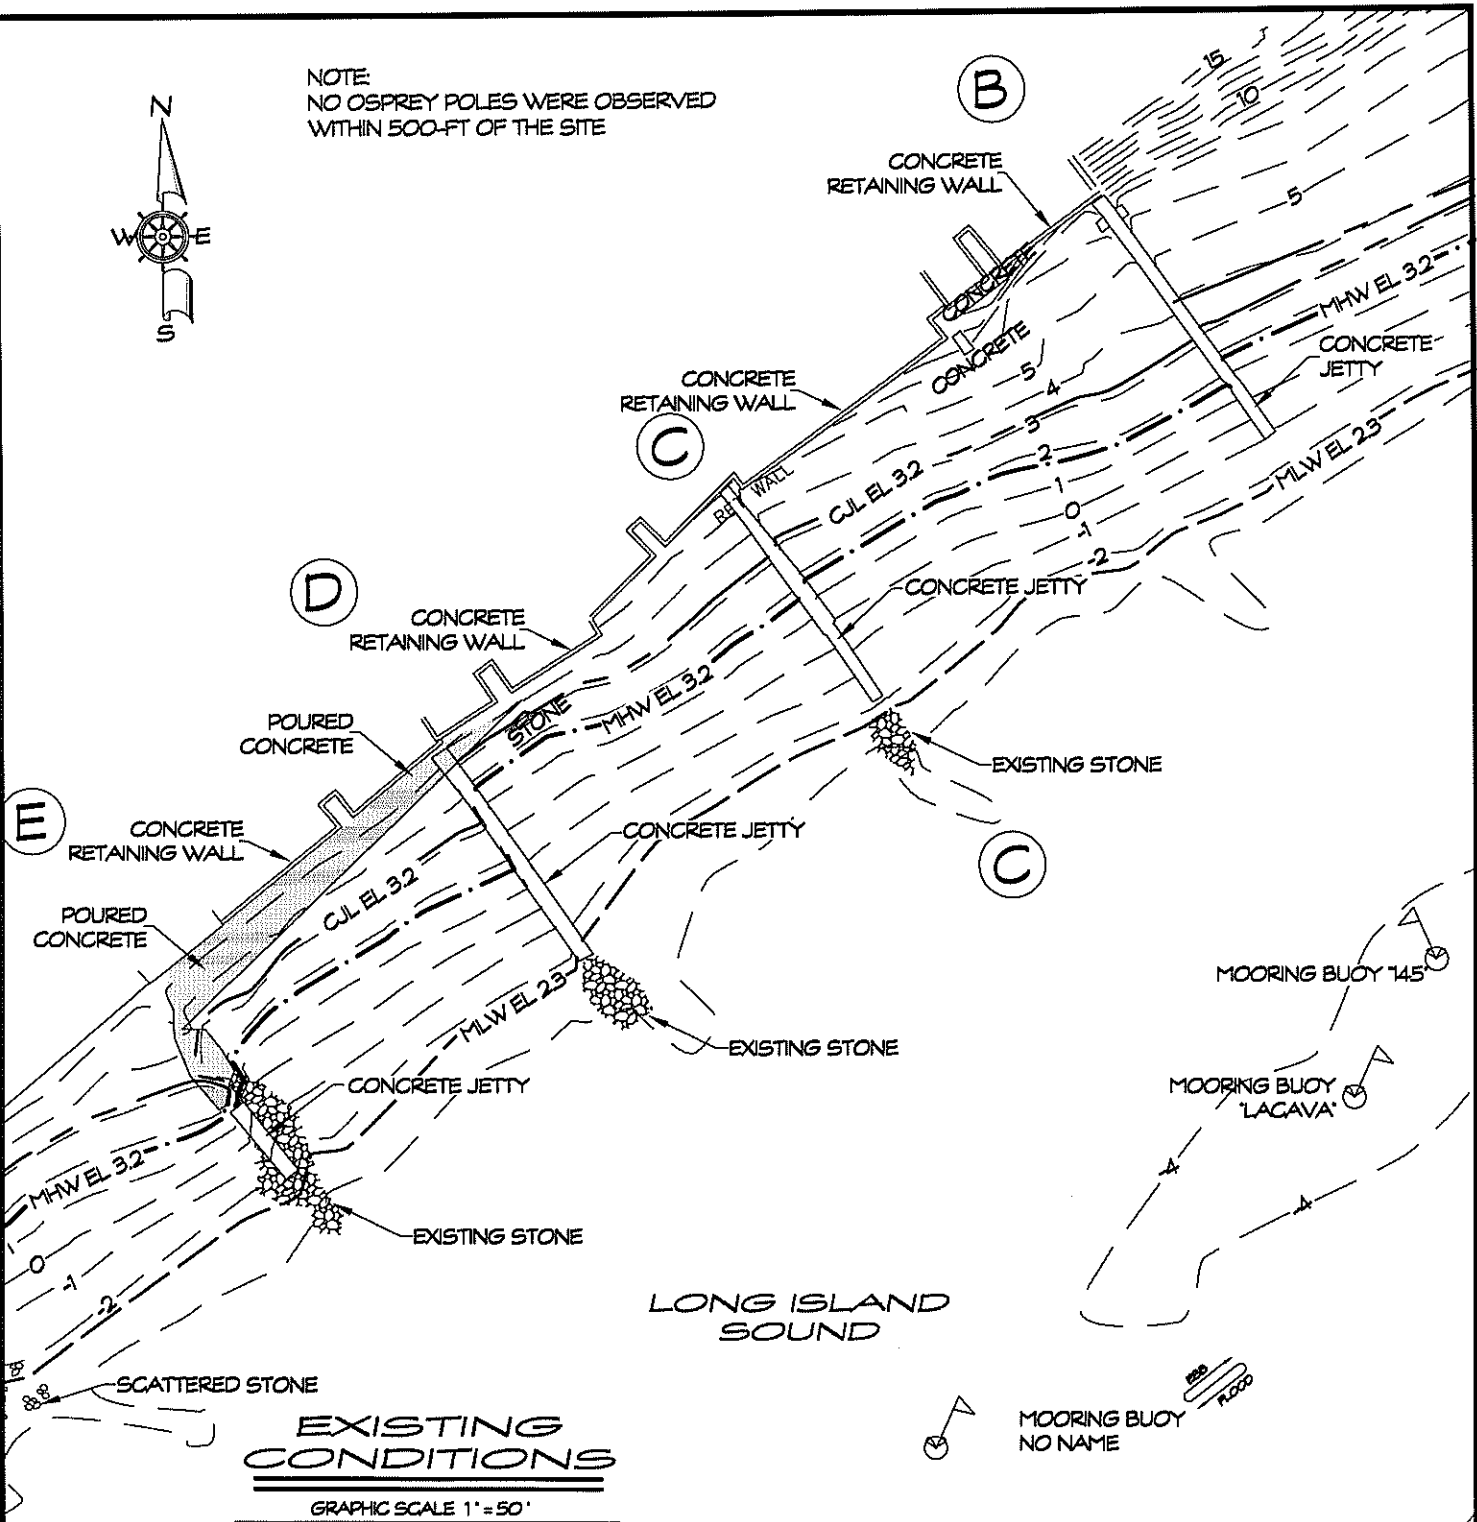 NOTE:
NO OSPREY POLES WERE OBSERVED
WITHIN 500-FT OF THE SITE
N
W
E
S
B
15
10
CONCRETE
RETAINING WALL
5
CONCRETE
CONCRETE
MHW EL 3.2
CONCRETE
JETTY
CONCRETE
RETAINING WALL
5
4
3
2
1
0
-1
-2
C
RET WALL
CJL EL 3.2
MLW EL 2.3
D
CONCRETE JETTY
CONCRETE
RETAINING WALL
MHW EL 3.2
STONE
POURED
CONCRETE
EXISTING STONE
E
CONCRETE
RETAINING WALL
CONCRETE JETTY
C
CJL EL 3.2
POURED
CONCRETE
MOORING BUOY "145"
MLW EL 2.3
EXISTING STONE
CONCRETE JETTY
MOORING BUOY
"LACAVA"
MHW EL 3.2
-4
-4
EXISTING STONE
1
0
-1
-2
LONG ISLAND
SOUND
SCATTERED STONE
EBB
FLOOD
EXISTING
CONDITIONS
MOORING BUOY
NO NAME
GRAPHIC SCALE 1"=50'